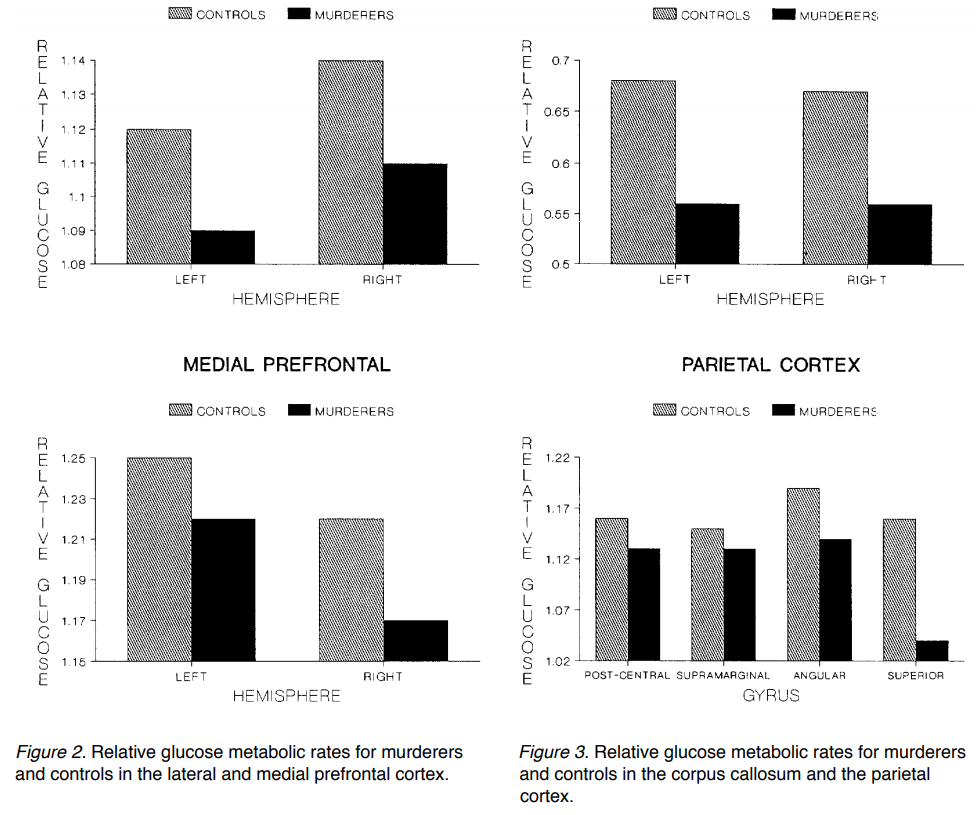 CONTROLS MURDERERS
RELATIVE GLUCOSE
1.14
1.13
1.12
1.11
1.1
1.09
1.08
LEFT RIGHT
HEMISPHERE
CONTROLS MURDERERS
RELATIVE GLUCOSE
0.7
0.65
0.6
0.55
0.5
LEFT RIGHT
HEMISPHERE
MEDIAL PREFRONTAL
CONTROLS MURDERERS
RELATIVE GLUCOSE
1.25
1.23
1.21
1.19
1.17
1.15
LEFT RIGHT
HEMISPHERE
PARIETAL CORTEX
CONTROLS MURDERERS
RELATIVE GLUCOSE
1.22
1.17
1.12
1.07
1.02
POST-CENTRAL SUPRAMARGINAL ANGULAR SUPERIOR
GYRUS
Figure 2. Relative glucose metabolic rates for murderers
and controls in the lateral and medial prefrontal cortex.
Figure 3. Relative glucose metabolic rates for murderers
and controls in the corpus callosum and the parietal
cortex.